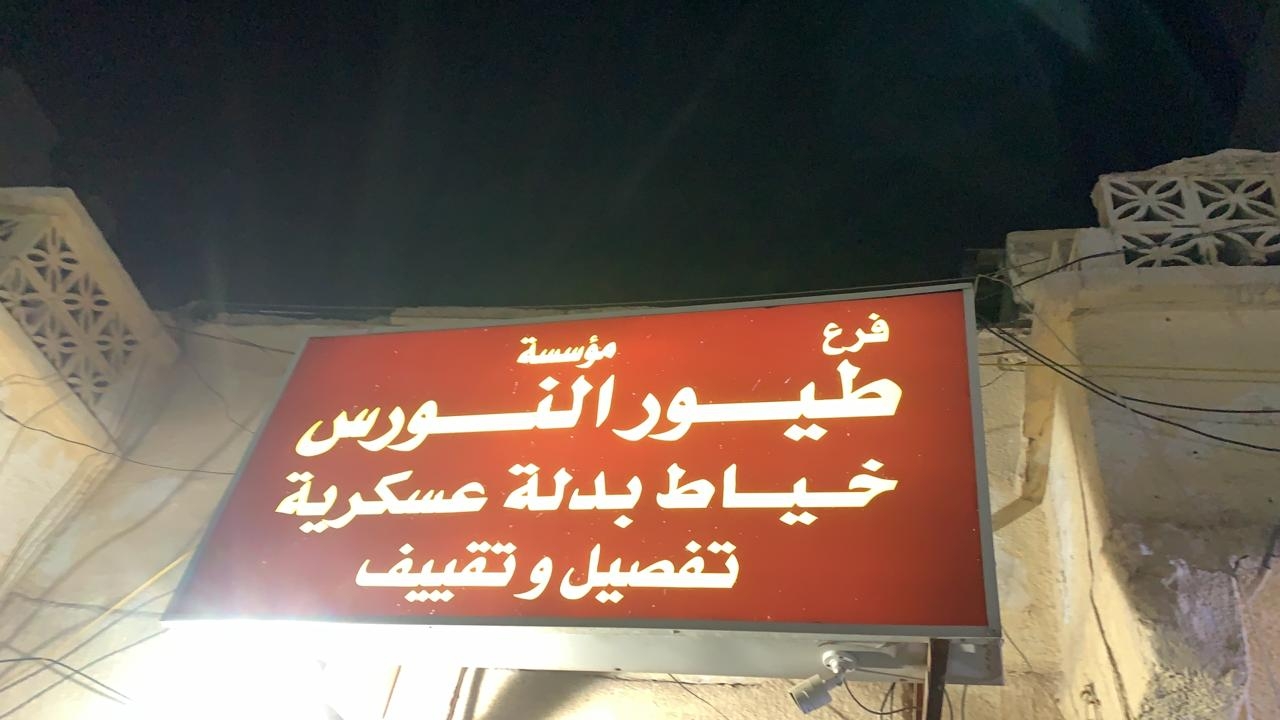 فرع مؤسسة
طيور النورس
خياط بدلة عسكرية
تفصيل و تقييف